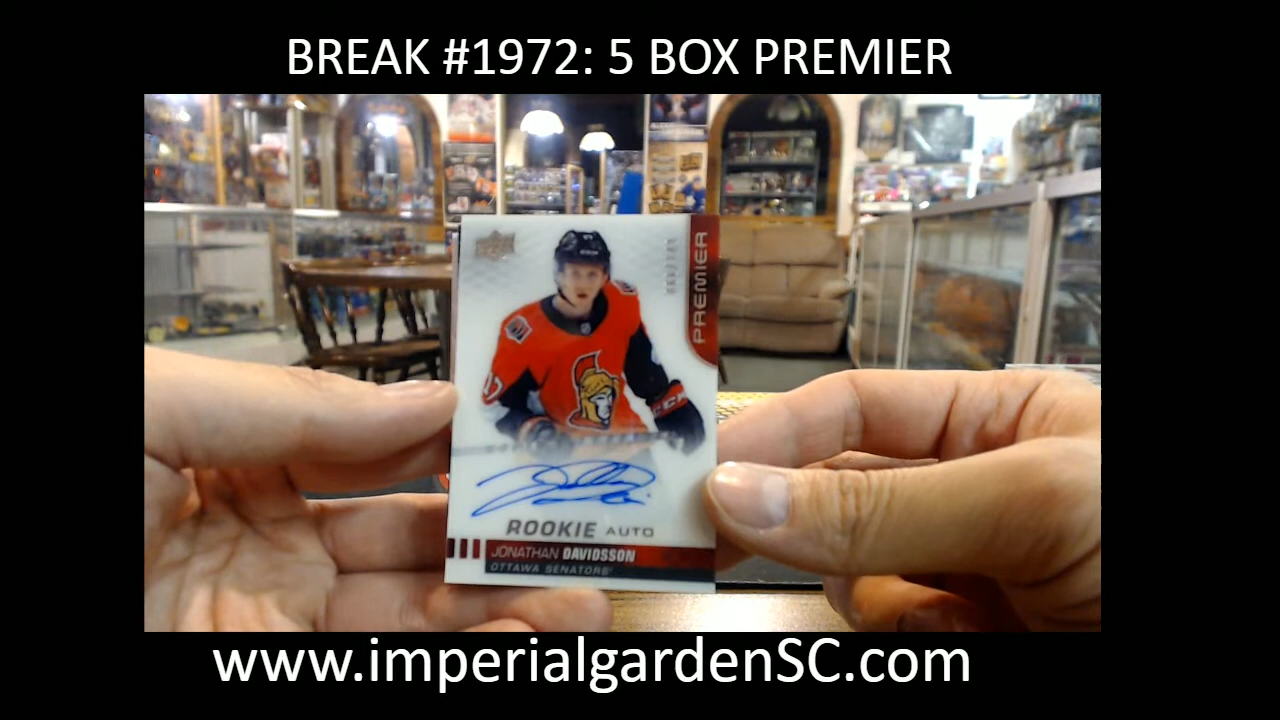 BREAK #1972: 5 BOX PREMIER
PREMIER
ROOKIE AUTO
JONATHAN DAVIDSSON
OTTAWA SENATORS
www.imperialgardenSC.com